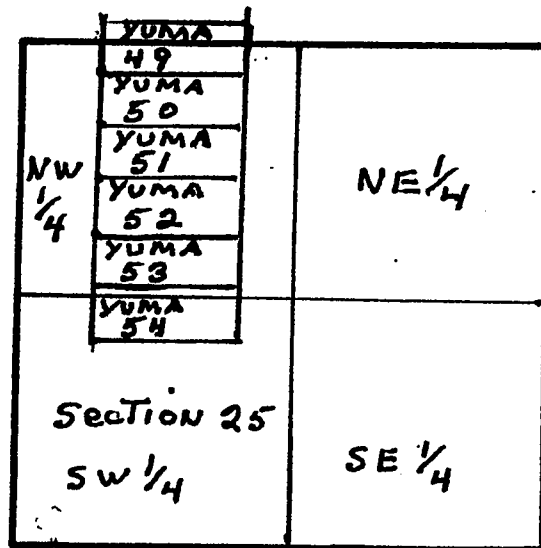 YUMA
49
YUMA
50
YUMA
51
YUMA
52
YUMA
53
YUMA
54
NW
1/4
NE 1/4
Section 25
SW 1/4
SE 1/4